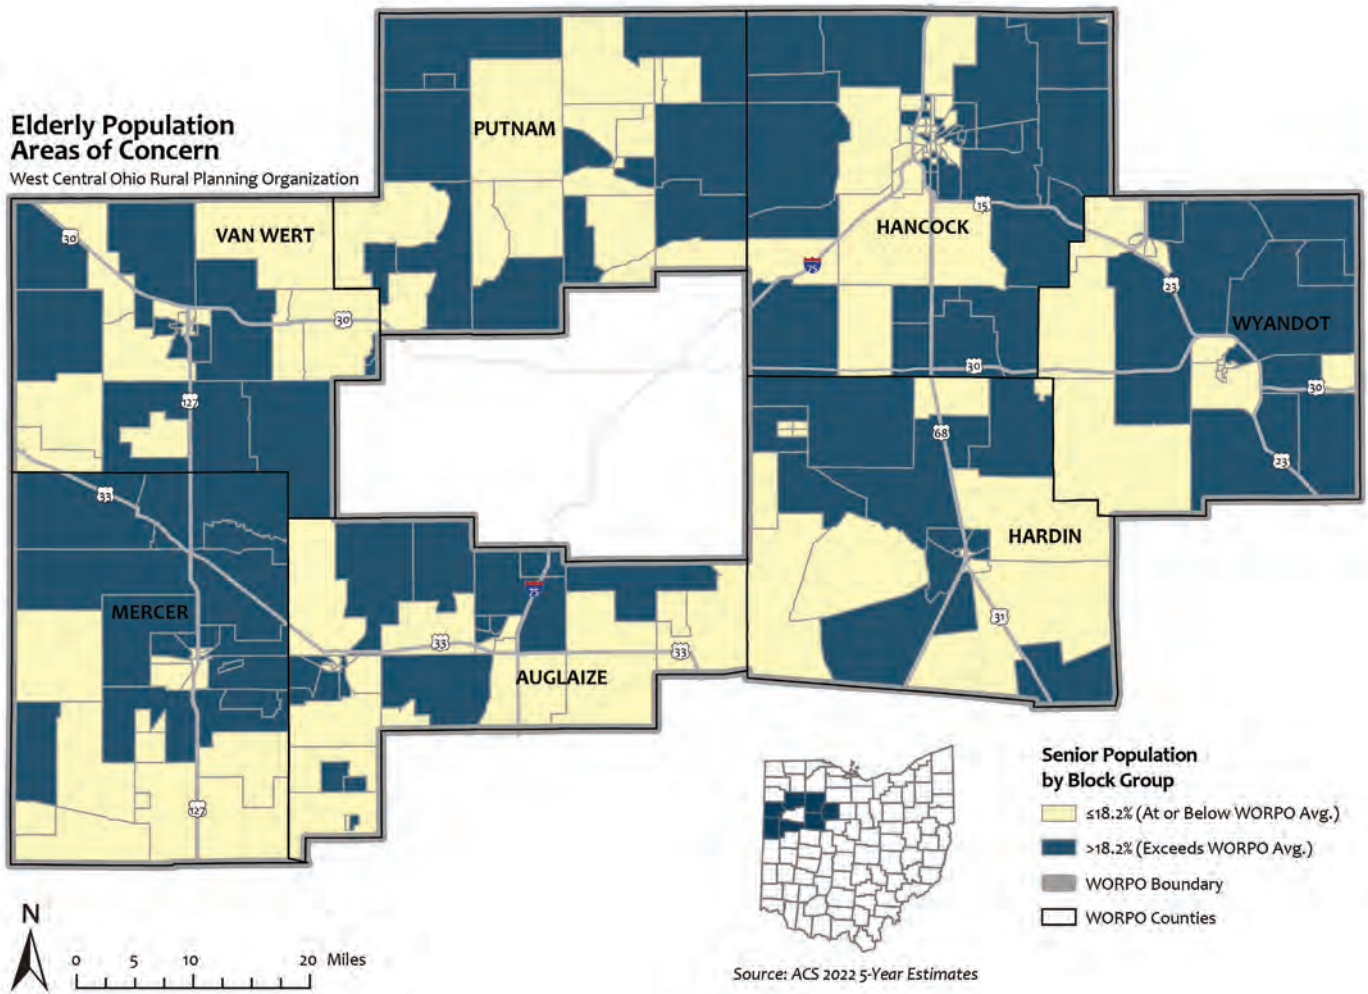 Elderly Population
Areas of Concern
West Central Ohio Rural Planning Organization
PUTNAM
VAN WERT
HANCOCK
WYANDOT
HARDIN
MERCER
AUGLAIZE
30
30
127
33
127
33
33
75
75
15
23
30
30
23
68
31
Senior Population
by Block Group
≤18.2% (At or Below WORPO Avg.)
>18.2% (Exceeds WORPO Avg.)
WORPO Boundary
WORPO Counties
N
0 5 10 20 Miles
Source: ACS 2022 5-Year Estimates